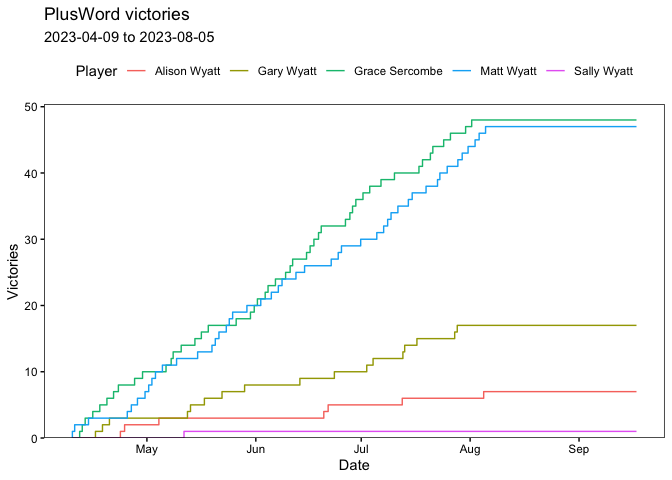 PlusWord victories
2023-04-09 to 2023-08-05
Player Alison Wyatt Gary Wyatt Grace Sercombe Matt Wyatt Sally Wyatt
50
40
30
20
10
0
Victories
May Jun Jul Aug Sep
Date